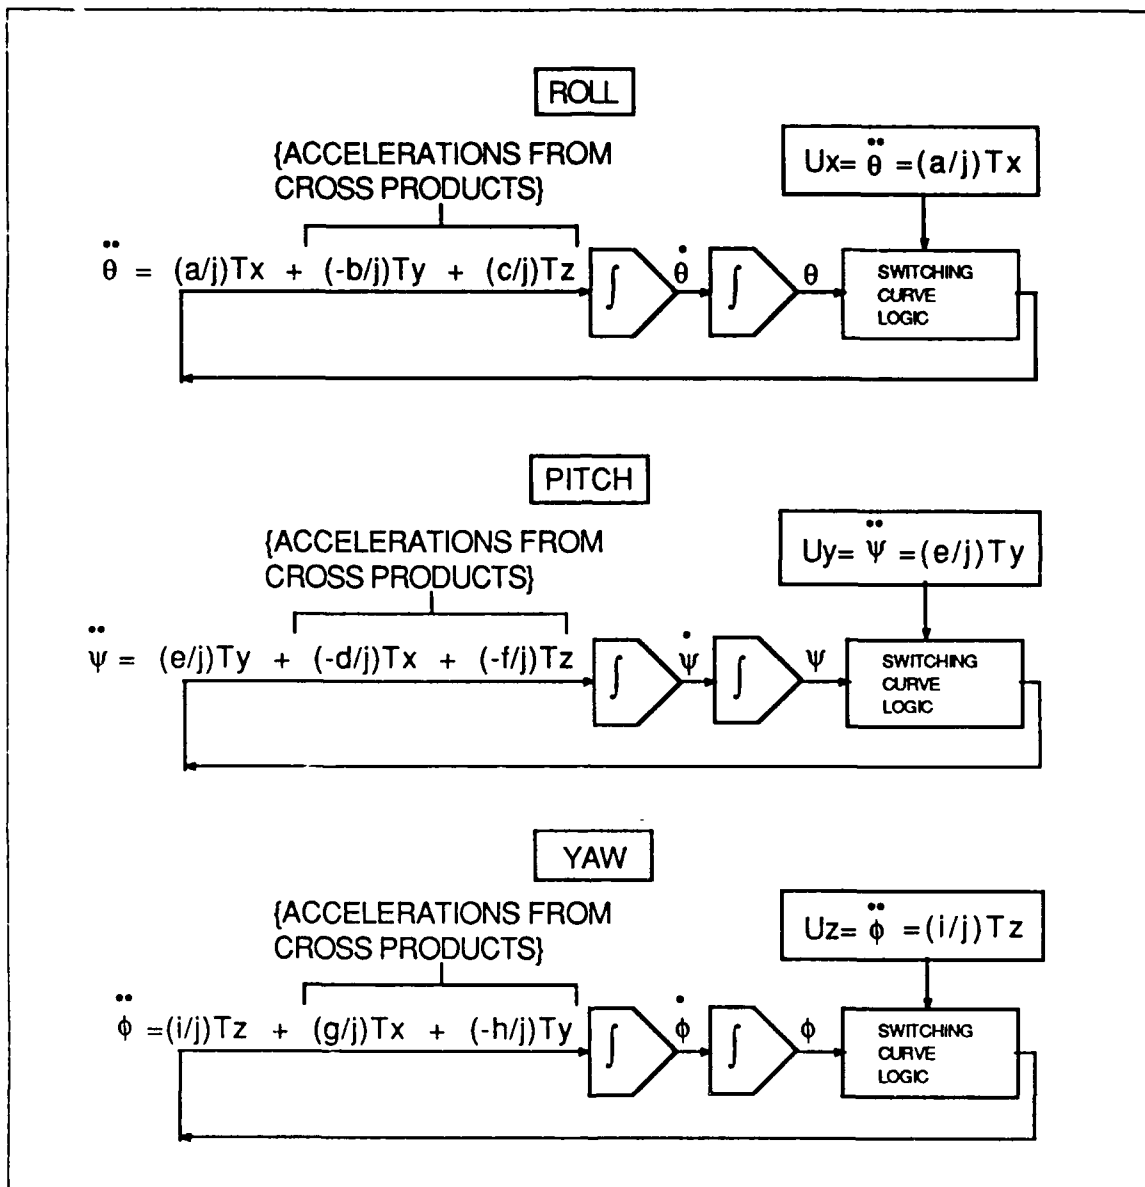 ROLL
{ACCELERATIONS FROM
CROSS PRODUCTS}
Ux= θ̈ =(a/j)Tx
θ̈ = (a/j)Tx + (-b/j)Ty + (c/j)Tz
∫
θ̇
∫
θ
SWITCHING
CURVE
LOGIC
PITCH
{ACCELERATIONS FROM
CROSS PRODUCTS}
Uy= ψ̈ =(e/j)Ty
ψ̈ = (e/j)Ty + (-d/j)Tx + (-f/j)Tz
∫
ψ̇
∫
ψ
SWITCHING
CURVE
LOGIC
YAW
{ACCELERATIONS FROM
CROSS PRODUCTS}
Uz= φ̈ =(i/j)Tz
φ̈ =(i/j)Tz + (g/j)Tx + (-h/j)Ty
∫
φ̇
∫
φ
SWITCHING
CURVE
LOGIC